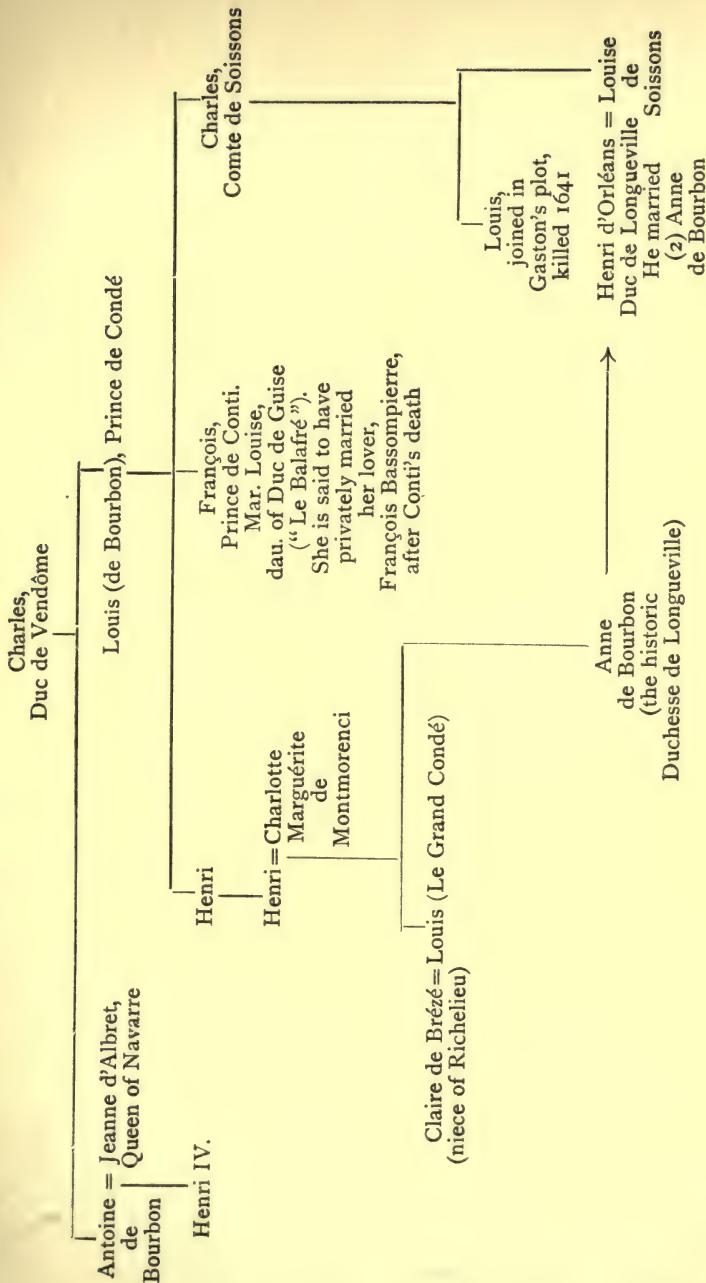 Charles,
Duc de Vendôme
Antoine = Jeanne d'Albret,
de Queen of Navarre
Bourbon
Henri IV.
Louis (de Bourbon), Prince de Condé
Henri
Henri = Charlotte
Marguérite
de
Montmorenci
François,
Prince de Conti.
Mar. Louise,
dau. of Duc de Guise
(“Le Balafré”).
She is said to have
privately married
her lover,
François Bassompierre,
after Conti's death
Charles,
Comte de Soissons
Claire de Brézé = Louis (Le Grand Condé)
(niece of Richelieu)
Anne
de Bourbon
(the historic
Duchesse de Longueville)
Louis,
joined in
Gaston's plot,
killed 1641
Henri d'Orléans = Louise
Duc de Longueville de
He married Soissons
(2) Anne
de Bourbon